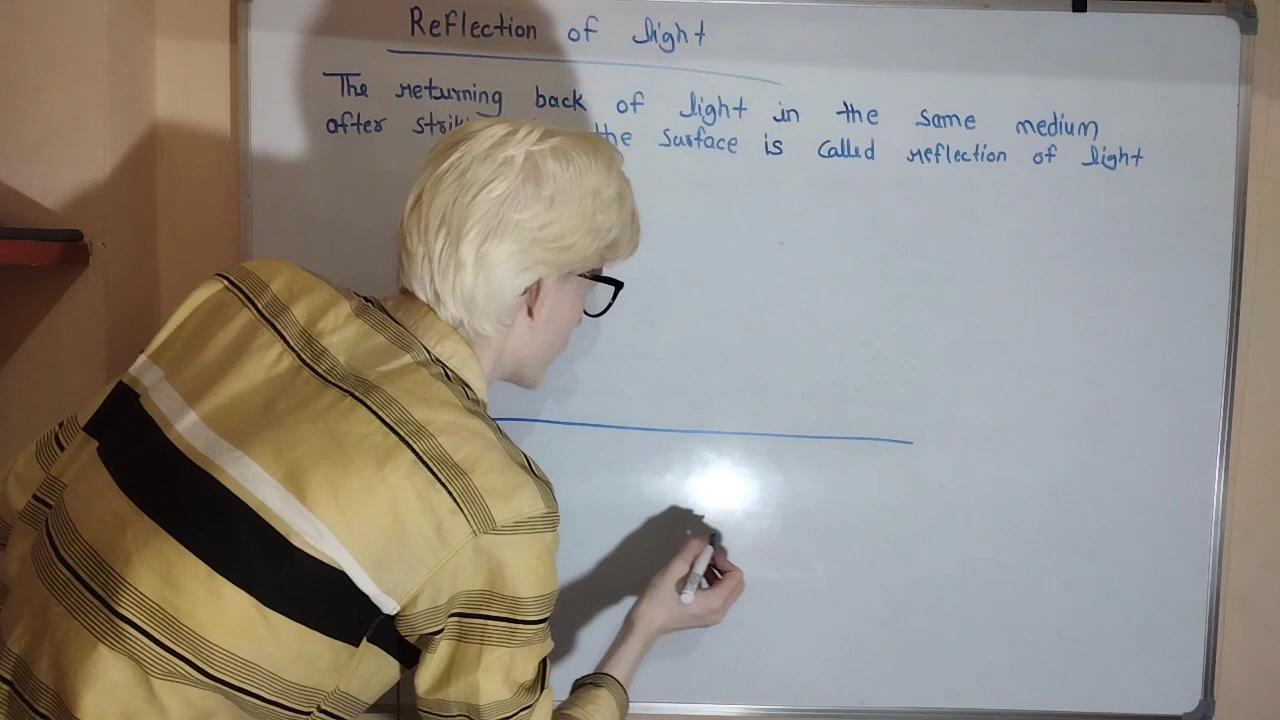 Reflection of light
The returning back of light in the same medium
after the surface is called reflection of light